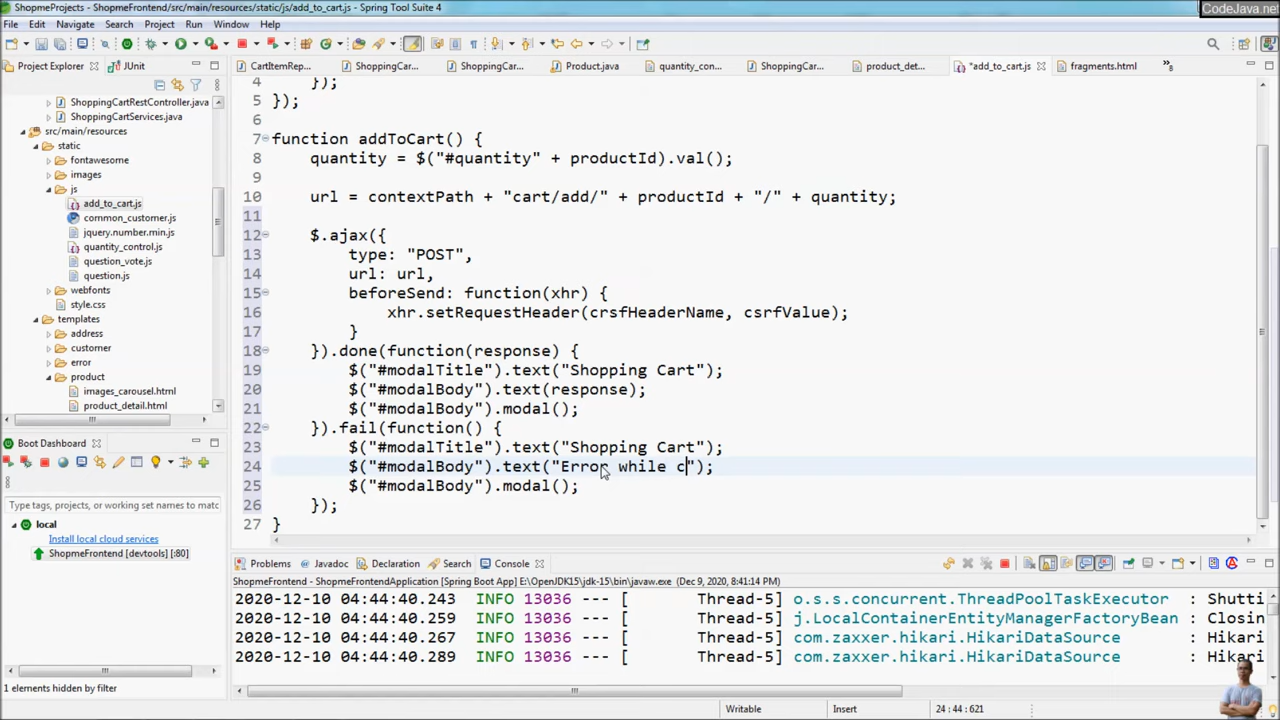 ShopmeProjects - ShopmeFrontend/src/main/resources/static/js/add_to_cart.js - Spring Tool Suite 4
CodeJava.net
File Edit Navigate Search Project Run Window Help
Project Explorer JUnit
CartItemRep... ShoppingCar... ShoppingCar... Product.java quantity_con... ShoppingCar... product_det... *add_to_cart.js fragments.html
ShoppingCartRestController.java
ShoppingCartServices.java
src/main/resources
static
fontawesome
images
js
add_to_cart.js
common_customer.js
jquery.number.min.js
quantity_control.js
question_vote.js
question.js
webfonts
style.css
templates
address
customer
error
product
images_carousel.html
product_detail.html
4 });
5 });
6
7 function addToCart() {
8 quantity = $("#quantity" + productId).val();
9
10 url = contextPath + "cart/add/" + productId + "/" + quantity;
11
12 $.ajax({
13 type: "POST",
14 url: url,
15 beforeSend: function(xhr) {
16 xhr.setRequestHeader(crsfHeaderName, csrfValue);
17 }
18 }).done(function(response) {
19 $("#modalTitle").text("Shopping Cart");
20 $("#modalBody").text(response);
21 $("#modalBody").modal();
22 }).fail(function() {
23 $("#modalTitle").text("Shopping Cart");
24 $("#modalBody").text("Error while c");
25 $("#modalBody").modal();
26 });
27 }
Boot Dashboard
Type tags, projects, or working set names to matc
local
Install local cloud services
ShopmeFrontend [devtools] [:80]
1 elements hidden by filter
Problems Javadoc Declaration Search Console
ShopmeFrontend - ShopmeFrontendApplication [Spring Boot App] E:\OpenJDK15\jdk-15\bin\javaw.exe (Dec 9, 2020, 8:41:14 PM)
2020-12-10 04:44:40.243 INFO 13036 --- [ Thread-5] o.s.s.concurrent.ThreadPoolTaskExecutor : Shutti
2020-12-10 04:44:40.259 INFO 13036 --- [ Thread-5] j.LocalContainerEntityManagerFactoryBean : Closing
2020-12-10 04:44:40.267 INFO 13036 --- [ Thread-5] com.zaxxer.hikari.HikariDataSource : Hikari
2020-12-10 04:44:40.289 INFO 13036 --- [ Thread-5] com.zaxxer.hikari.HikariDataSource : Hikari
Writable Insert 24 : 44 : 621